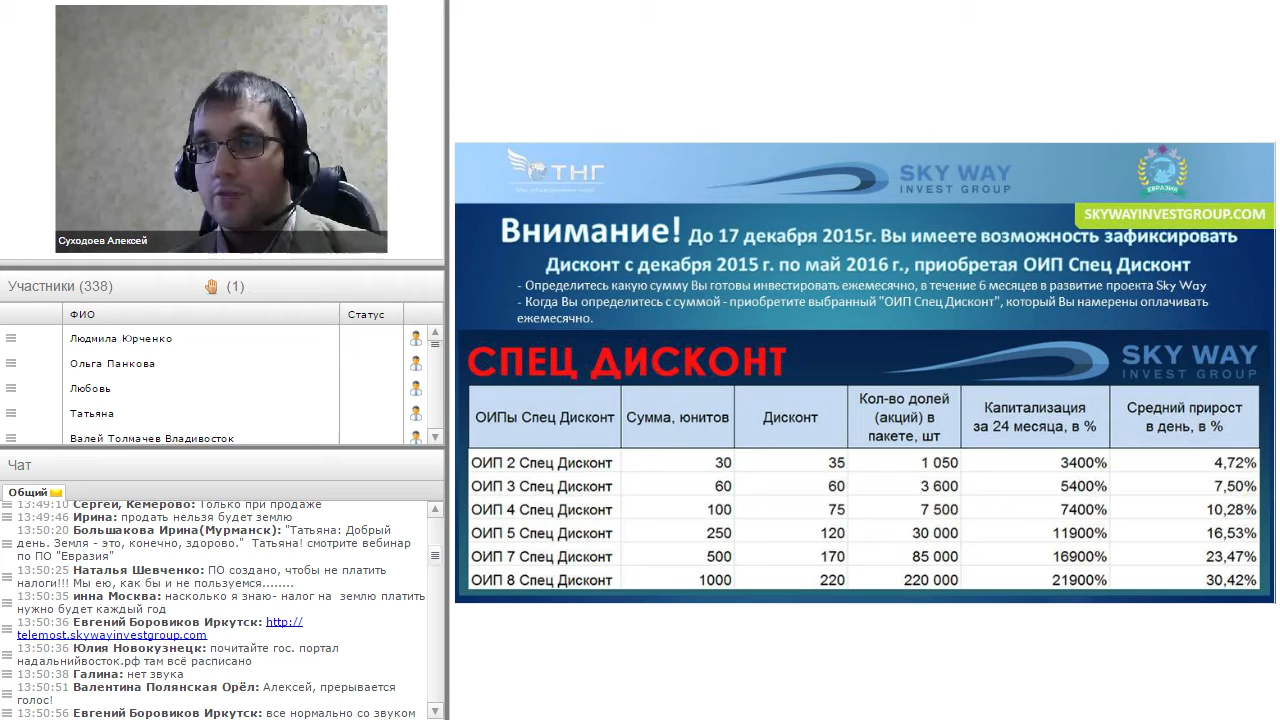 Суходоев Алексей
Участники (338)
(1)
ФИО
Статус
Людмила Юрченко
Ольга Панкова
Любовь
Татьяна
Валей Толмачев Владивосток
Чат
Общий
13:49:10 Сергей, Кемерово: Только при продаже
13:49:46 Ирина: продать нельзя будет землю
13:50:20 Большакова Ирина(Мурманск): "Татьяна: Добрый
день. Земля - это, конечно, здорово."  Татьяна! смотрите вебинар
по ПО "Евразия"
13:50:25 Наталья Шевченко: ПО создано, чтобы не платить
налоги!!! Мы ею, как бы и не пользуемся........
13:50:35 инна Москва: насколько я знаю- налог на  землю платить
нужно будет каждый год
13:50:36 Евгений Боровиков Иркутск: http://
telemost.skywayinvestgroup.com
13:50:36 Юлия Новокузнецк: почитайте гос. портал
надальнийвосток.рф там всё расписано
13:50:38 Галина: нет звука
13:50:51 Валентина Полянская Орёл: Алексей, прерывается
голос!
13:50:56 Евгений Боровиков Иркутск: все нормально со звуком
ТНГ
SKY WAY
INVEST GROUP
ЕВРАЗИЯ
SKYWAYINVESTGROUP.COM
Внимание! До 17 декабря 2015г. Вы имеете возможность зафиксировать
Дисконт с декабря 2015 г. по май 2016 г., приобретая ОИП Спец Дисконт
- Определитесь какую сумму Вы готовы инвестировать ежемесячно, в течение 6 месяцев в развитие проекта Sky Way
- Когда Вы определитесь с суммой - приобретите выбранный "ОИП Спец Дисконт", который Вы намерены оплачивать
ежемесячно.
СПЕЦ ДИСКОНТ
SKY WAY
INVEST GROUP
ОИПы Спец Дисконт
Сумма, юнитов
Дисконт
Кол-во долей
(акций) в
пакете, шт
Капитализация
за 24 месяца, в %
Средний прирост
в день, в %
ОИП 2 Спец Дисконт 30 35 1 050 3400% 4,72%
ОИП 3 Спец Дисконт 60 60 3 600 5400% 7,50%
ОИП 4 Спец Дисконт 100 75 7 500 7400% 10,28%
ОИП 5 Спец Дисконт 250 120 30 000 11900% 16,53%
ОИП 7 Спец Дисконт 500 170 85 000 16900% 23,47%
ОИП 8 Спец Дисконт 1000 220 220 000 21900% 30,42%